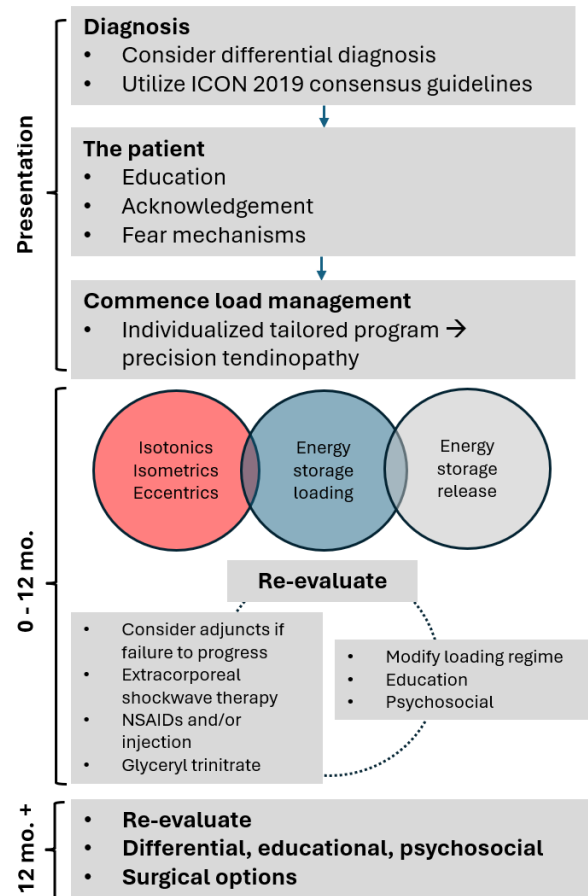 Diagnosis
• Consider differential diagnosis
• Utilize ICON 2019 consensus guidelines
The patient
• Education
• Acknowledgement
• Fear mechanisms
Commence load management
• Individualized tailored program →
precision tendinopathy
Presentation
Isotonics
Isometrics
Eccentrics
Energy
storage
loading
Energy
storage
release
Re-evaluate
• Consider adjuncts if
failure to progress
• Extracorporeal
shockwave therapy
• NSAIDs and/or
injection
• Glyceryl trinitrate
• Modify loading regime
• Education
• Psychosocial
0 - 12 mo.
• Re-evaluate
• Differential, educational, psychosocial
• Surgical options
12 mo. +